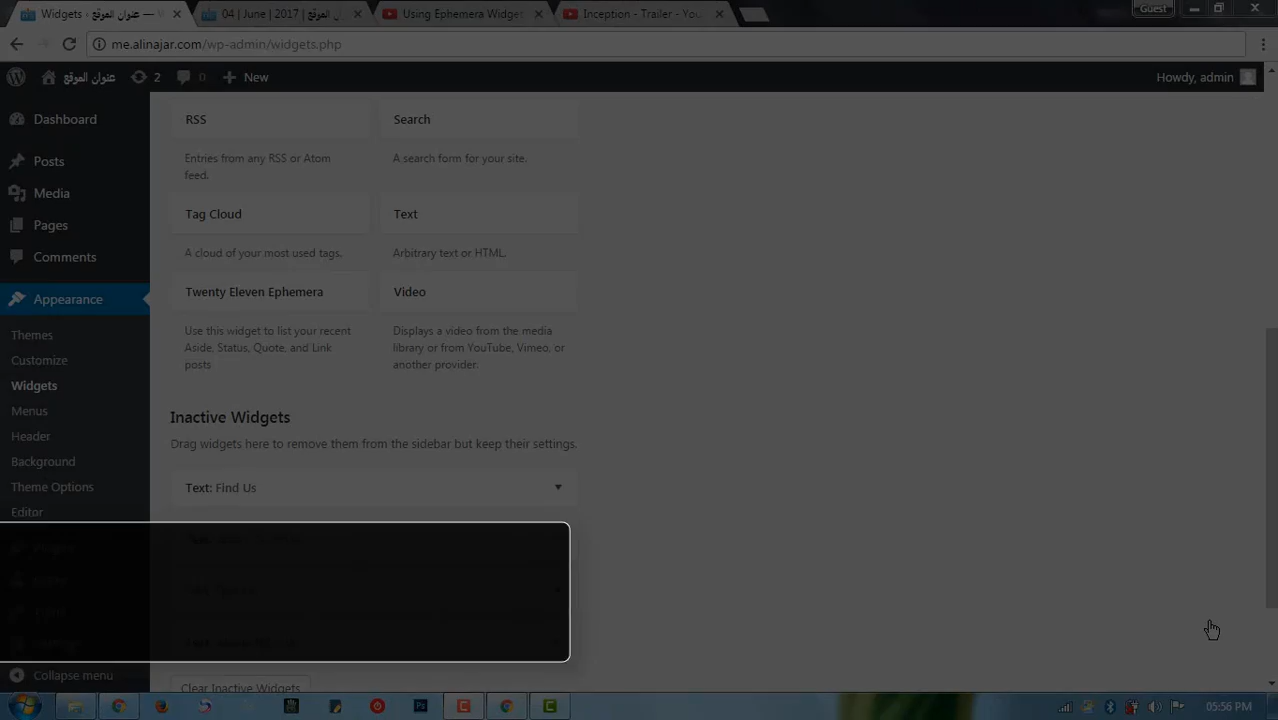 Widgets ‹ عنوان الموقع — W
04 | June | 2017 | عنوان الموقع
Using Ephemera Widget
Inception - Trailer - You
Guest
me.alinajar.com/wp-admin/widgets.php
عنوان الموقع
2
0
New
Howdy, admin
Dashboard
Posts
Media
Pages
Comments
Appearance
Themes
Customize
Widgets
Menus
Header
Background
Theme Options
Editor
Collapse menu
RSS
Entries from any RSS or Atom
feed.
Search
A search form for your site.
Tag Cloud
A cloud of your most used tags.
Text
Arbitrary text or HTML.
Twenty Eleven Ephemera
Use this widget to list your recent
Aside, Status, Quote, and Link
posts
Video
Displays a video from the media
library or from YouTube, Vimeo, or
another provider.
Inactive Widgets
Drag widgets here to remove them from the sidebar but keep their settings.
Text: Find Us
Clear Inactive Widgets
05:56 PM